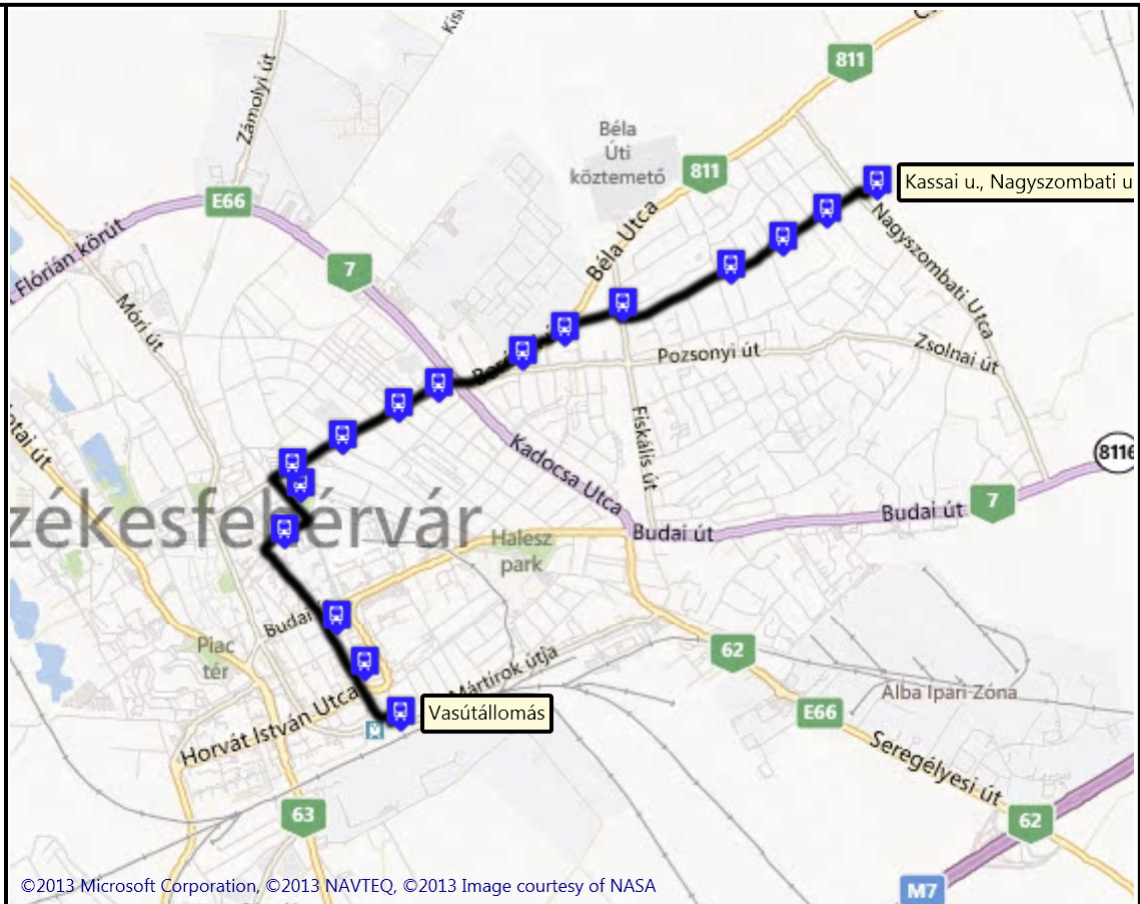 811
Zámolyi út
Béla
Úti
köztemető
811
Kassai u., Nagyszombati u
E66
Béla Utca
Flórián körút
7
Nagyszombati Utca
Móri út
Pozsonyi út
Zsolnai út
Fiskális út
8116
Kadocsa Utca
zékesfehérvár
Budai út
7
Budai út
Halesz
park
Piac
tér
62
Mártírok útja
Alba Ipari Zóna
Vasútállomás
E66
Horvát István Utca
Seregélyesi út
63
62
©2013 Microsoft Corporation, ©2013 NAVTEQ, ©2013 Image courtesy of NASA
M7